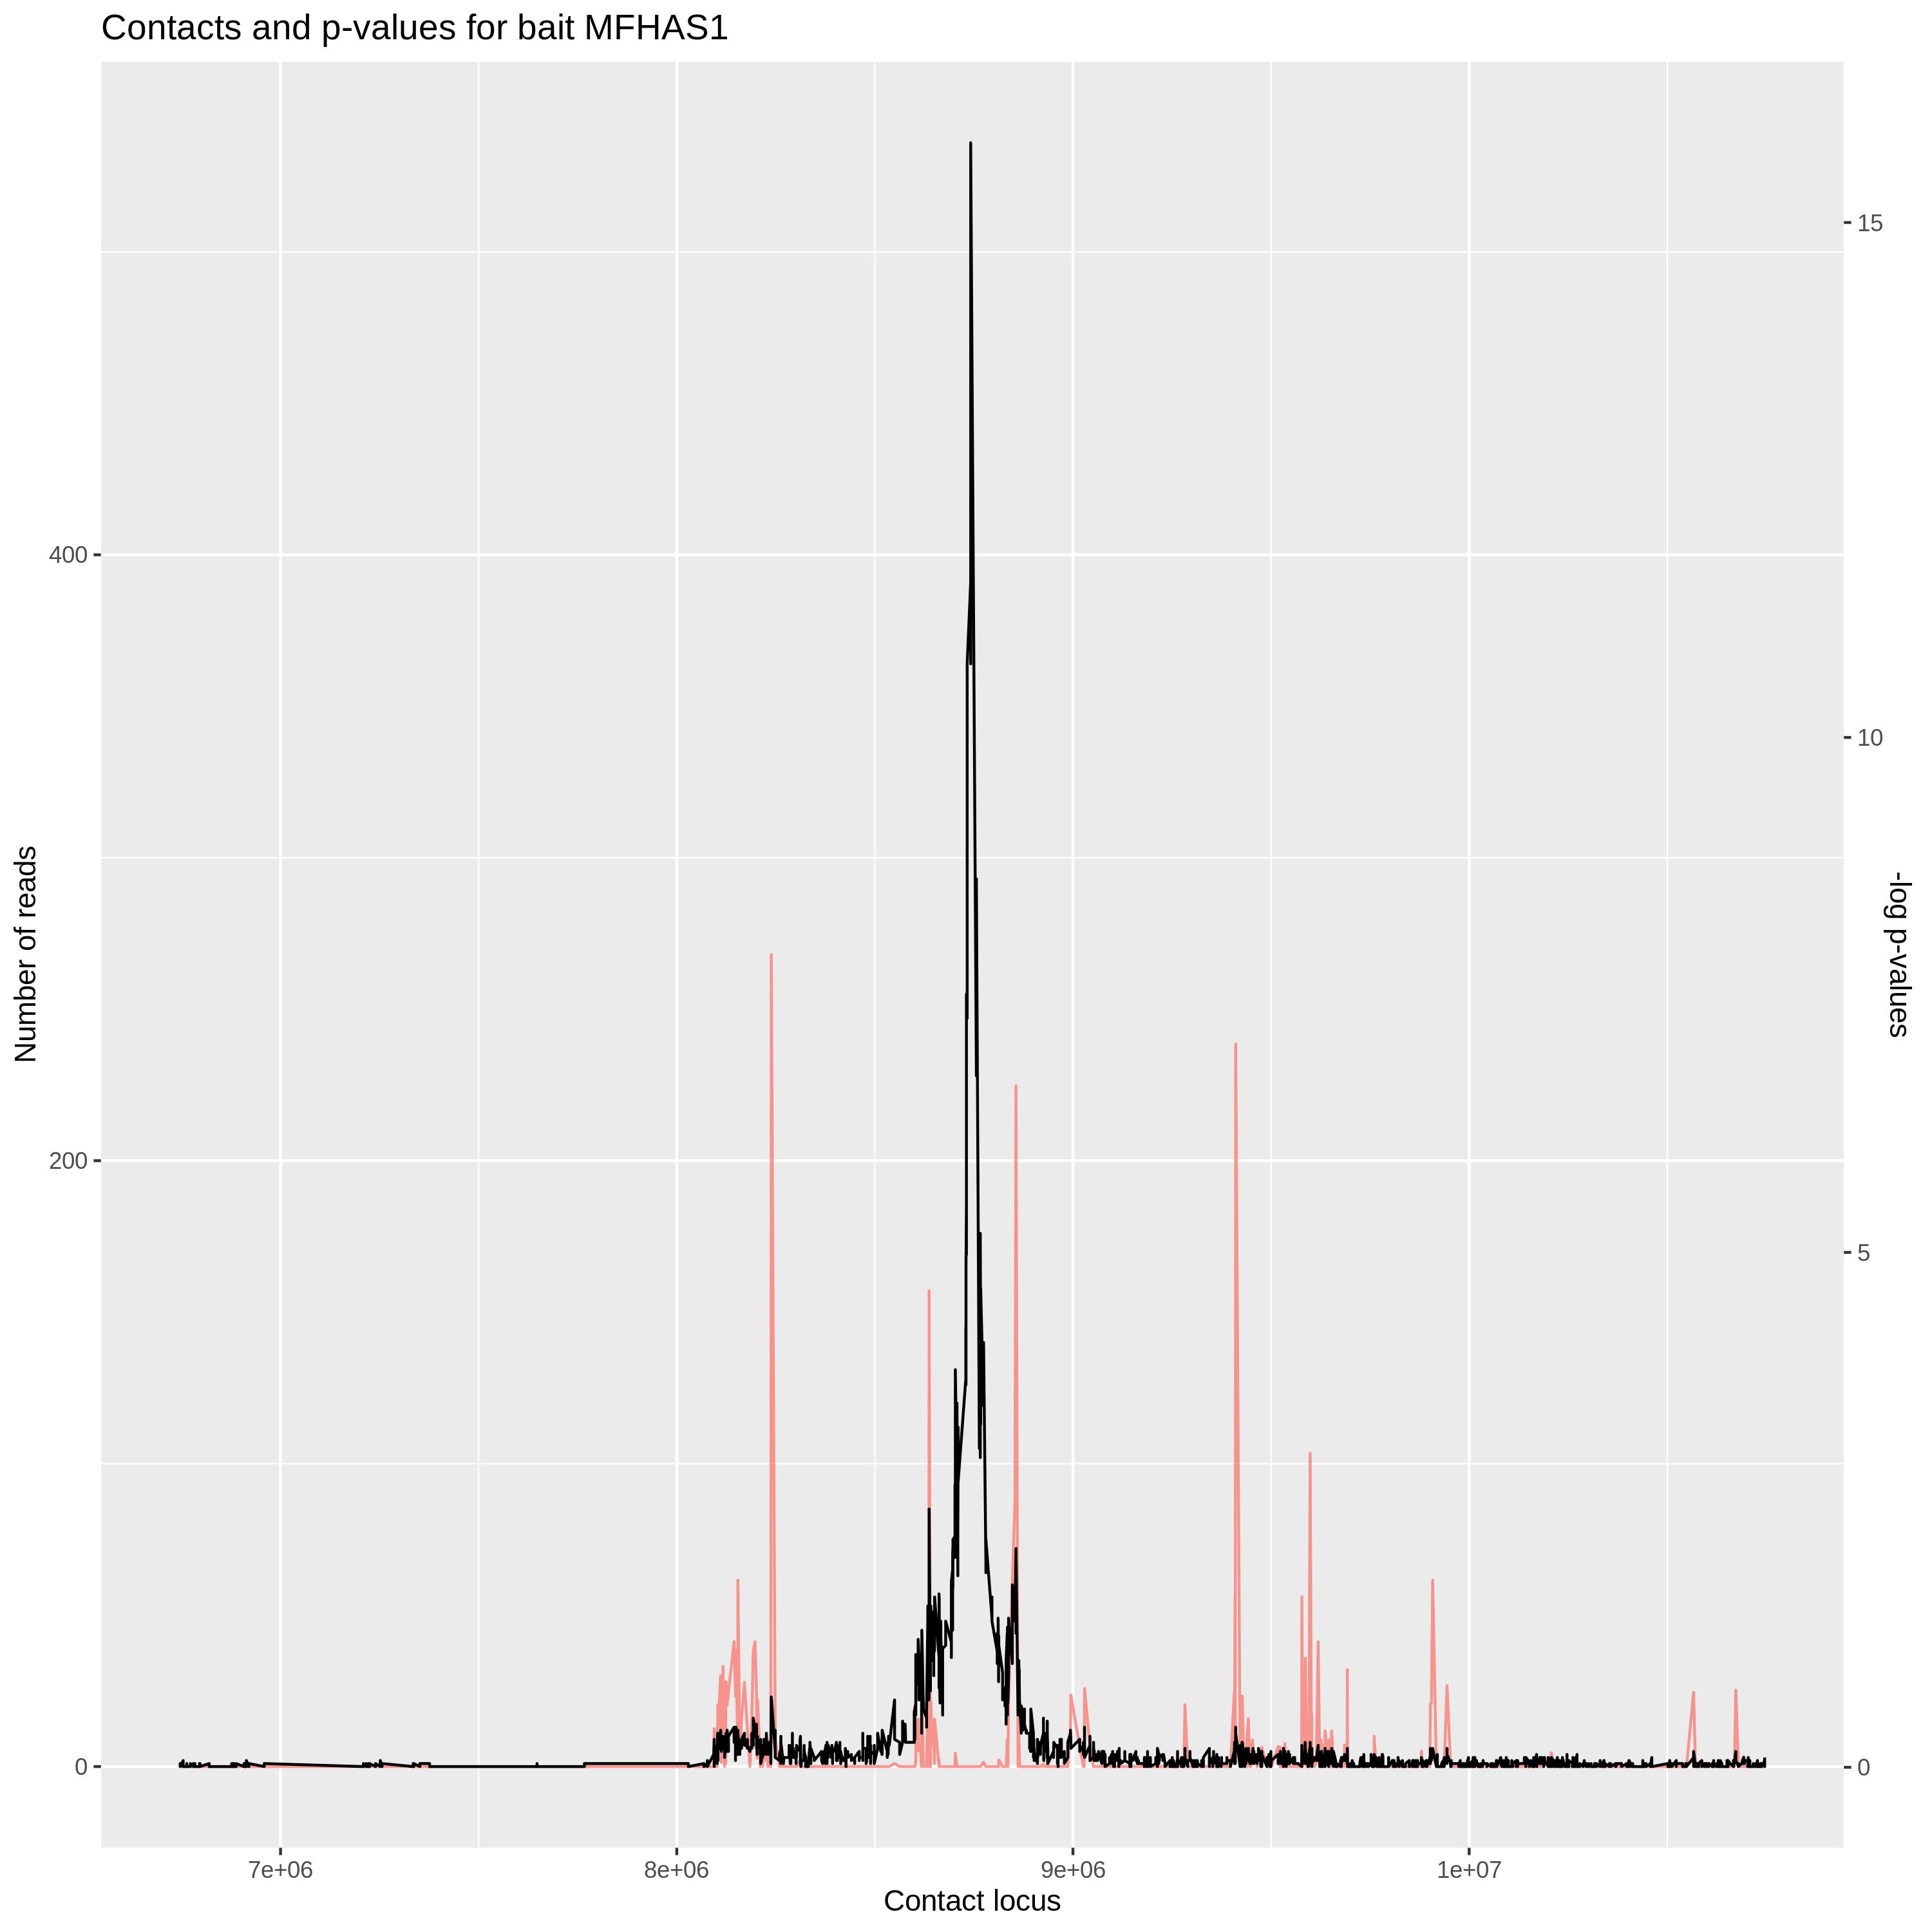 Contacts and p-values for bait MFHAS1
Number of reads
400
200
0
15
10
5
0
-log p-values
7e+06
8e+06
9e+06
1e+07
Contact locus